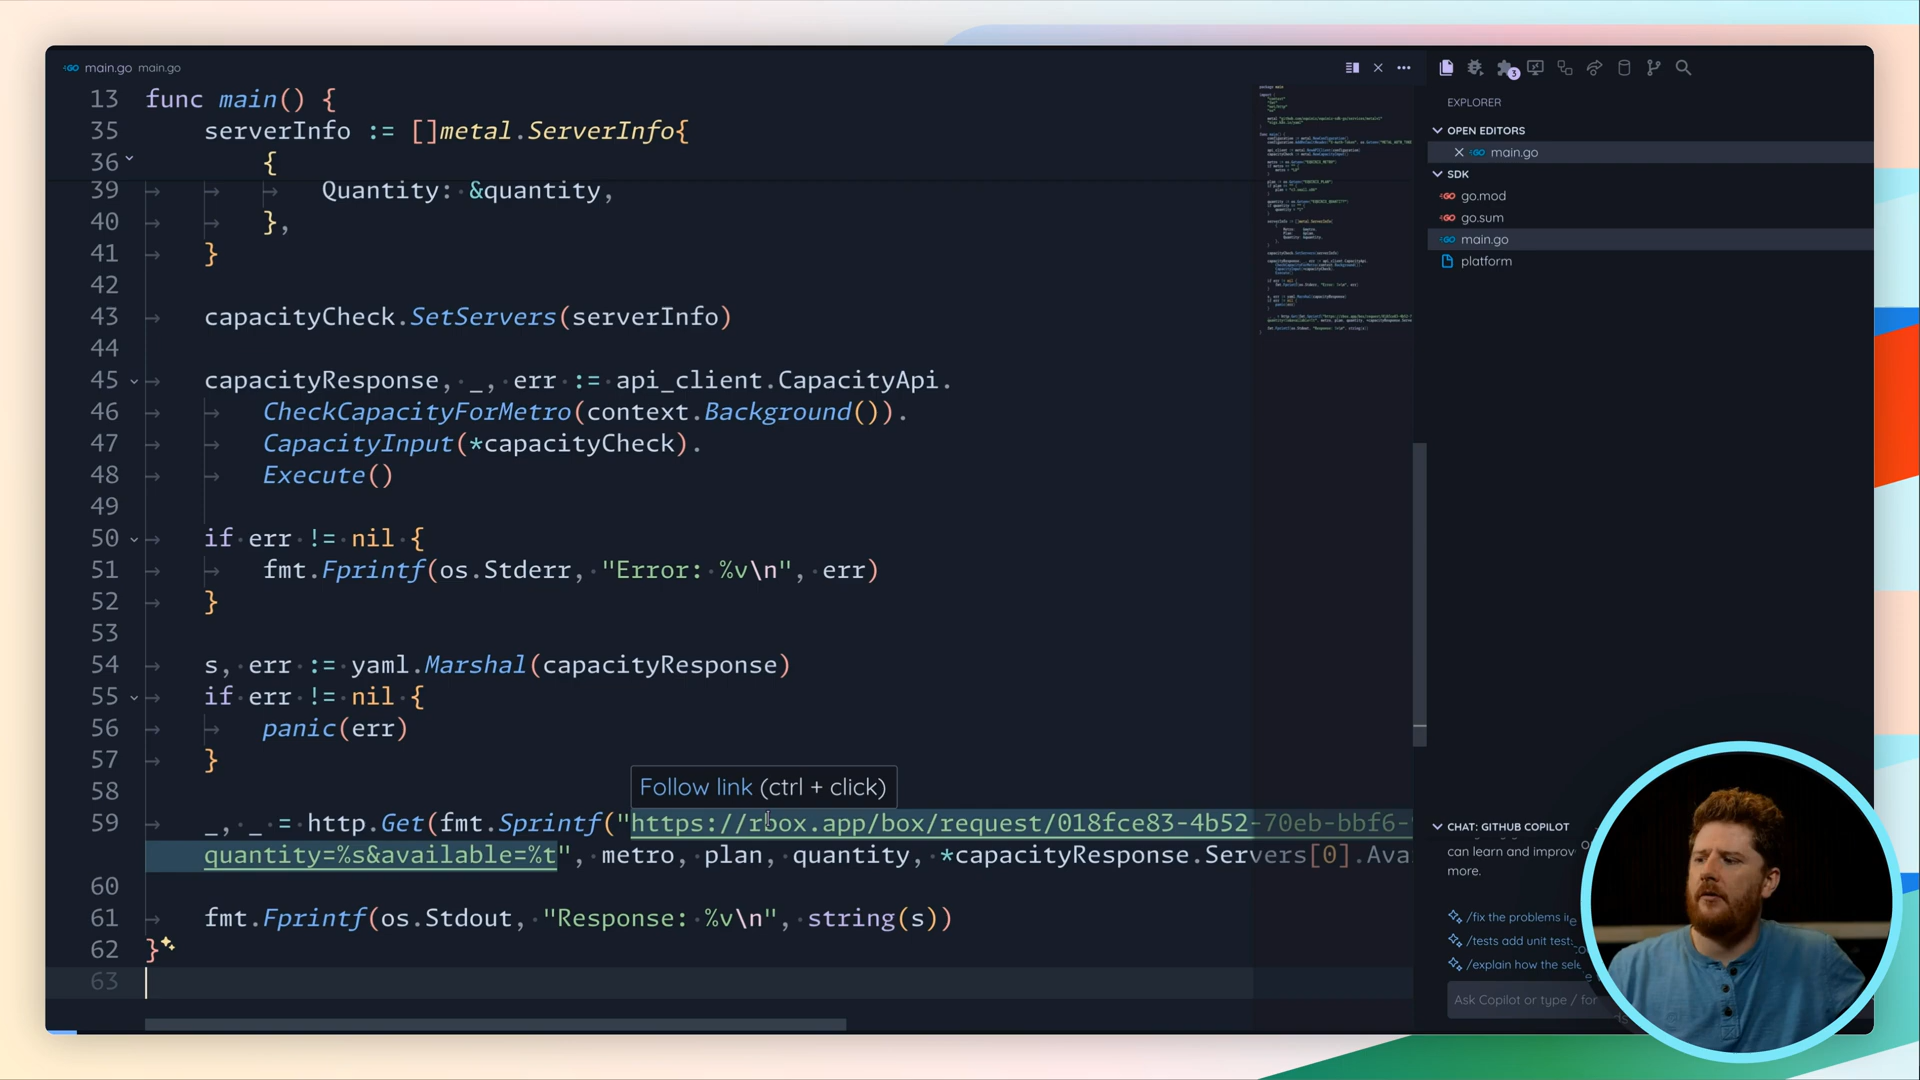 main.go main.go
13 func main() {
35 serverInfo := []metal.ServerInfo{
36 {
39 Quantity: &quantity,
40 },
41 }
42
43 capacityCheck.SetServers(serverInfo)
44
45 capacityResponse, _, err := api_client.CapacityApi.
46 CheckCapacityForMetro(context.Background()).
47 CapacityInput(*capacityCheck).
48 Execute()
49
50 if err != nil {
51 fmt.Fprintf(os.Stderr, "Error: %v\n", err)
52 }
53
54 s, err := yaml.Marshal(capacityResponse)
55 if err != nil {
56 panic(err)
57 }
58
Follow link (ctrl + click)
59 _, _ = http.Get(fmt.Sprintf("https://rbox.app/box/request/018fce83-4b52-70eb-bbf6-
quantity=%s&available=%t", metro, plan, quantity, *capacityResponse.Servers[0].Ava
60
61 fmt.Fprintf(os.Stdout, "Response: %v\n", string(s))
62 }
63
3
EXPLORER
OPEN EDITORS
main.go
SDK
go.mod
go.sum
main.go
platform
CHAT: GITHUB COPILOT
can learn and improv
more.
/fix the problems in
/tests add unit test
/explain how the sele
Ask Copilot or type / for